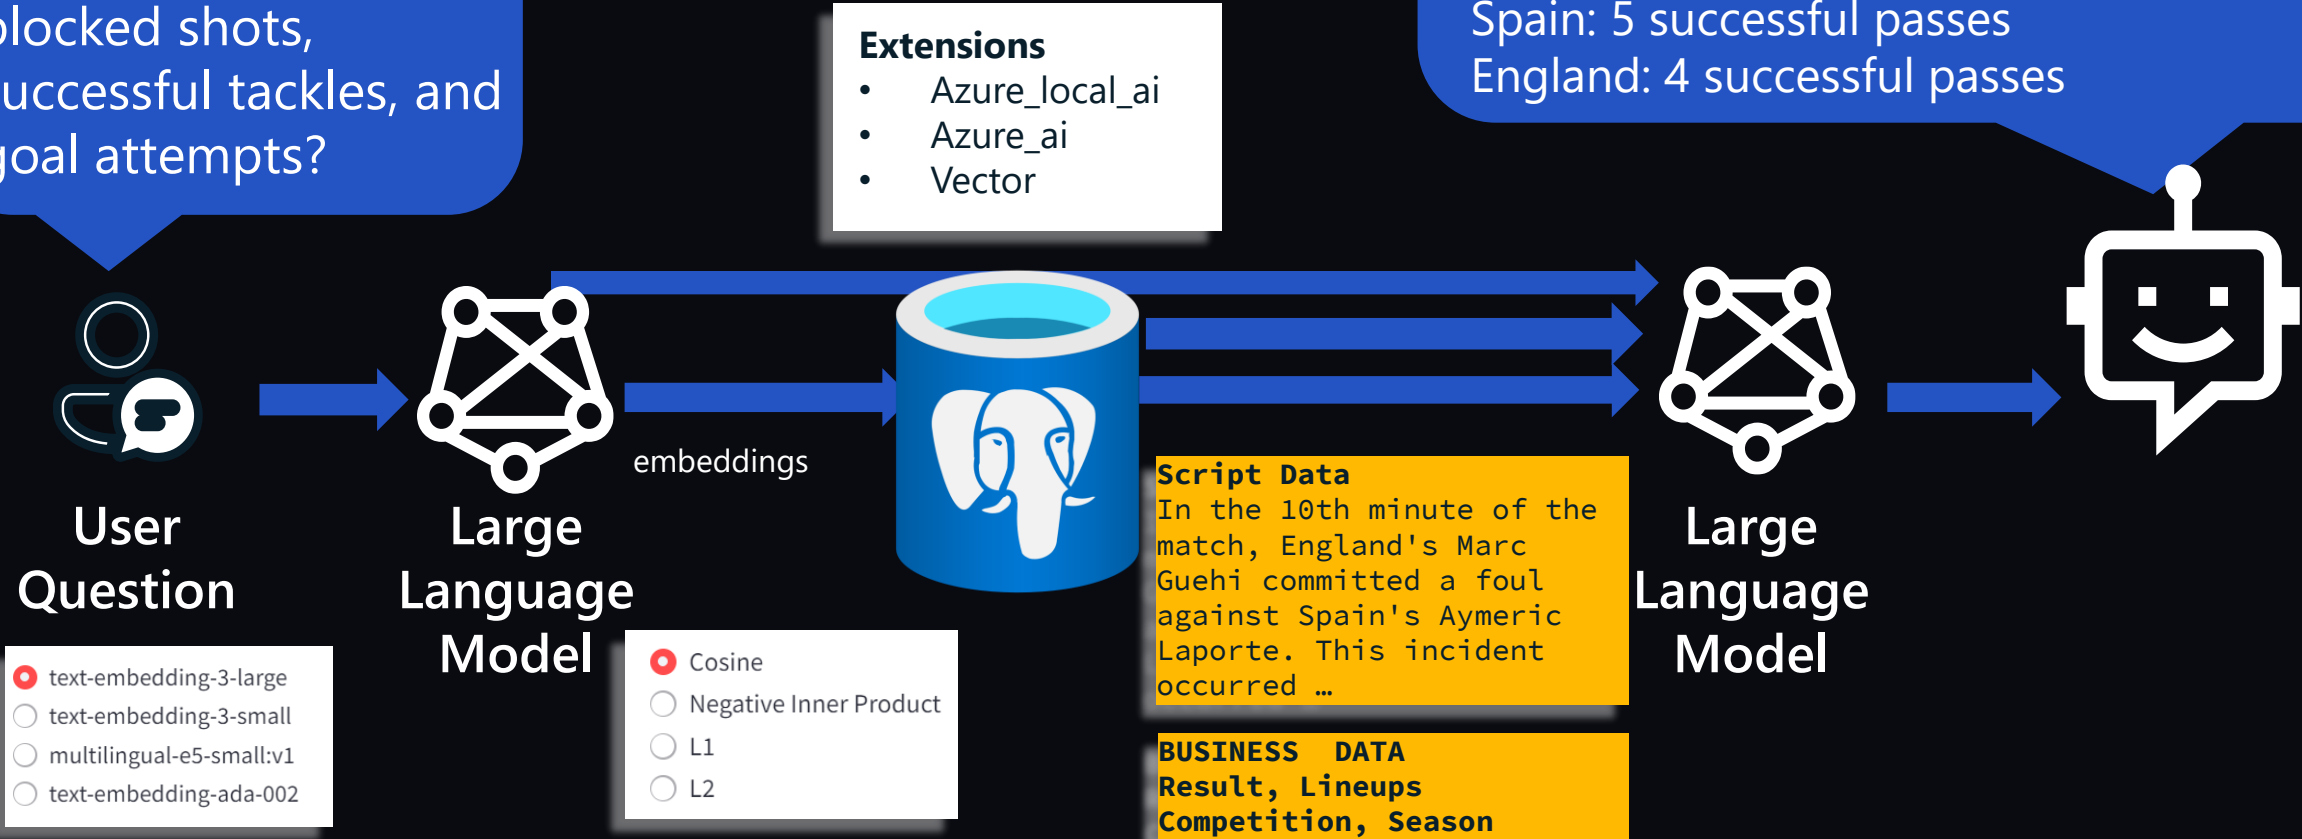 blocked shots,
successful tackles, and
goal attempts?
Extensions
• Azure_local_ai
• Azure_ai
• Vector
Spain: 5 successful passes
England: 4 successful passes
embeddings
User
Question
Large
Language
Model
text-embedding-3-large
text-embedding-3-small
multilingual-e5-small:v1
text-embedding-ada-002
Cosine
Negative Inner Product
L1
L2
Script Data
In the 10th minute of the
match, England's Marc
Guehi committed a foul
against Spain's Aymeric
Laporte. This incident
occurred …
BUSINESS DATA
Result, Lineups
Competition, Season
Large
Language
Model